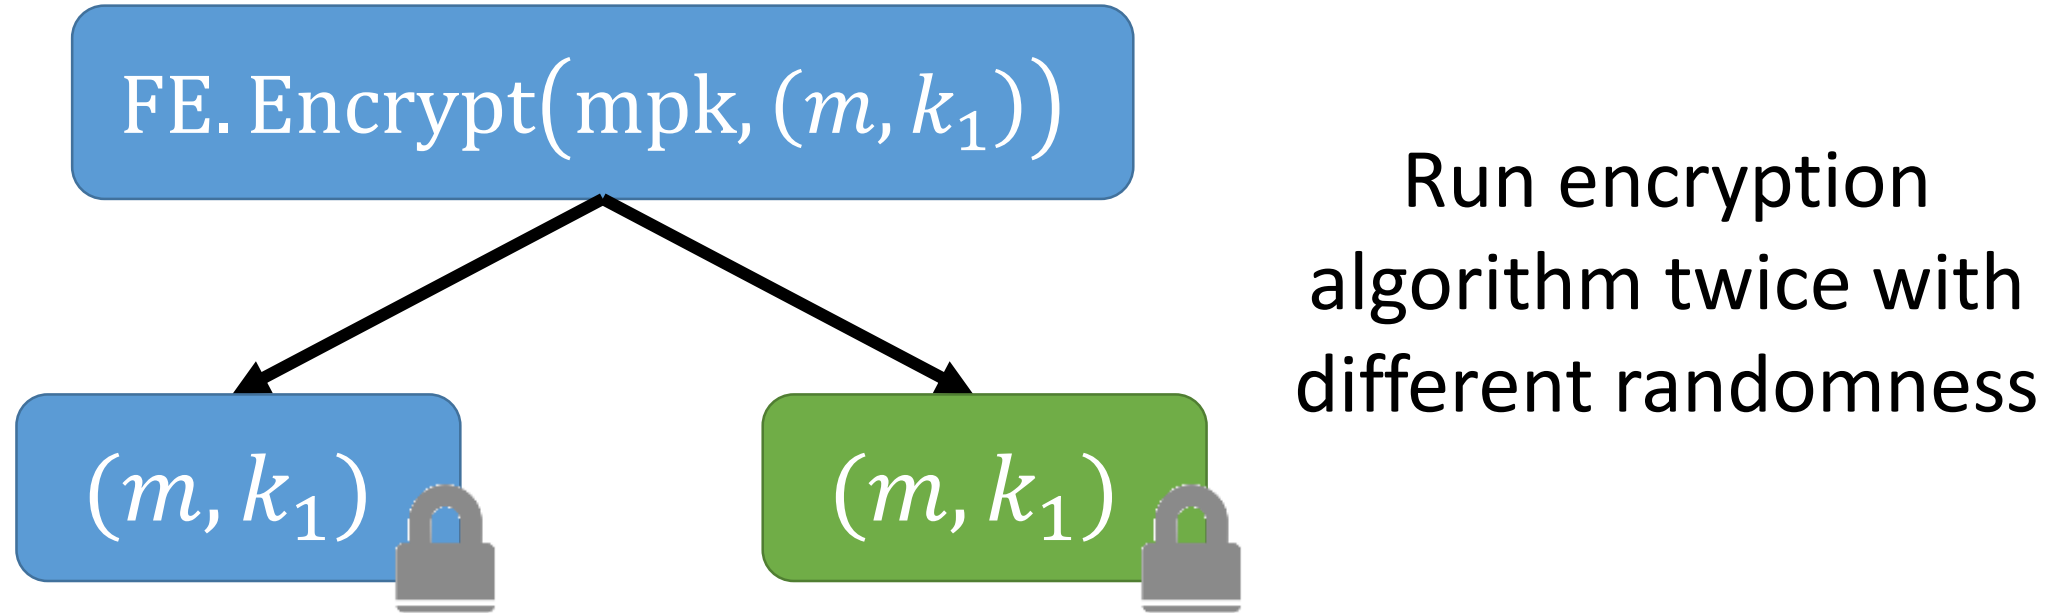 FE. Encrypt(mpk, (m, k₁))
(m, k₁)
(m, k₁)
Run encryption
algorithm twice with
different randomness